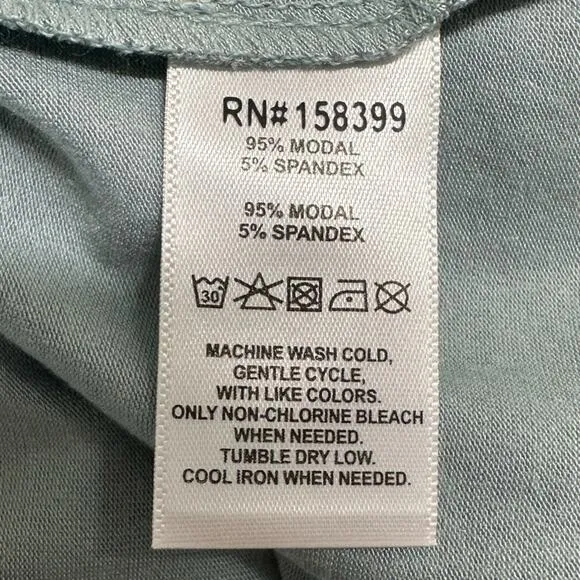 RN#158399
95% MODAL
5% SPANDEX
95% MODAL
5% SPANDEX
30
MACHINE WASH COLD,
GENTLE CYCLE,
WITH LIKE COLORS.
ONLY NON-CHLORINE BLEACH
WHEN NEEDED.
TUMBLE DRY LOW.
COOL IRON WHEN NEEDED.